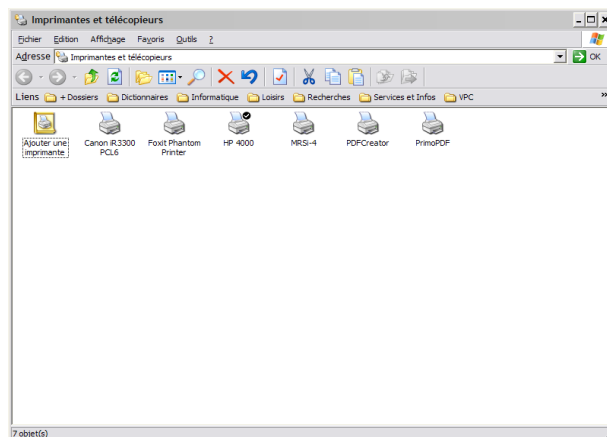 Imprimantes et télécopieurs
Fichier Edition Affichage Favoris Outils ?
Adresse Imprimantes et télécopieurs OK
Liens + Dossiers Dictionnaires Informatique Loisirs Recherches Services et Infos VPC »
Ajouter une Canon iR3300 Foxit Phantom HP 4000 MRSI-4 PDFCreator PrimoPDF
imprimante PCL6 Printer
7 objet(s)